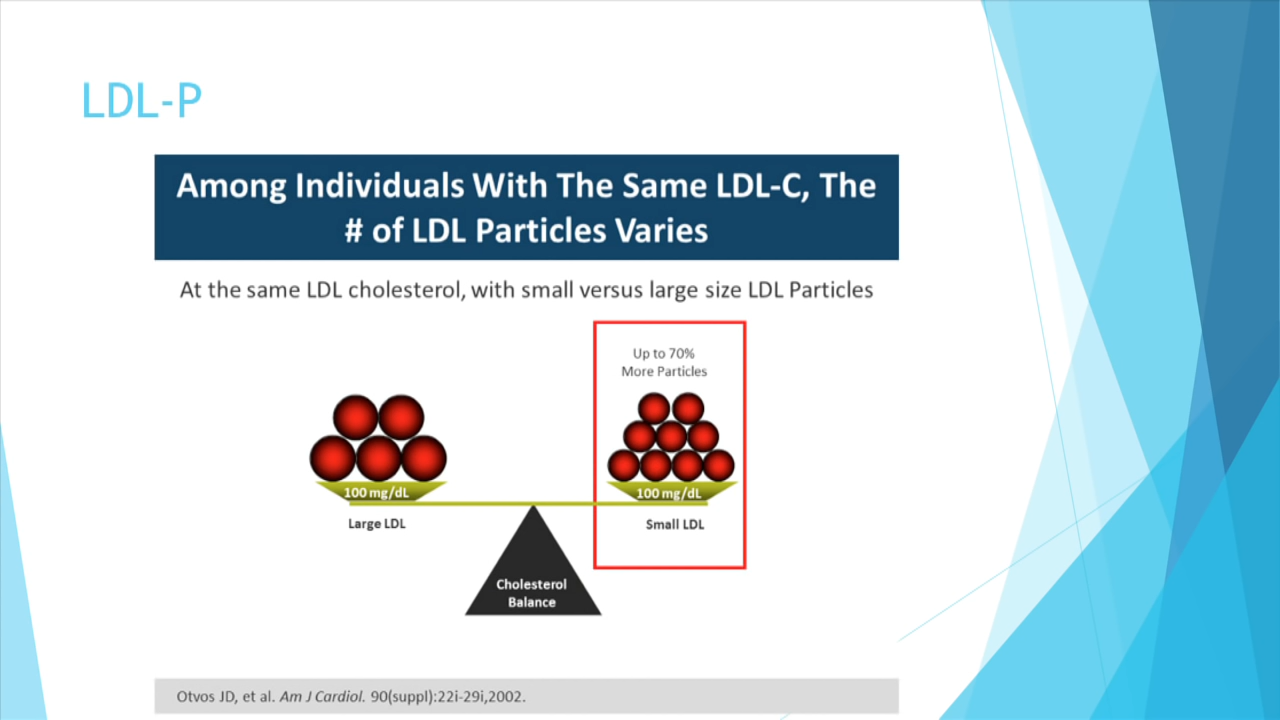 LDL-P
Among Individuals With The Same LDL-C, The
# of LDL Particles Varies
At the same LDL cholesterol, with small versus large size LDL Particles
Up to 70%
More Particles
100 mg/dL
100 mg/dL
Large LDL
Small LDL
Cholesterol
Balance
Otvos JD, et al. Am J Cardiol. 90(suppl):22i-29i,2002.